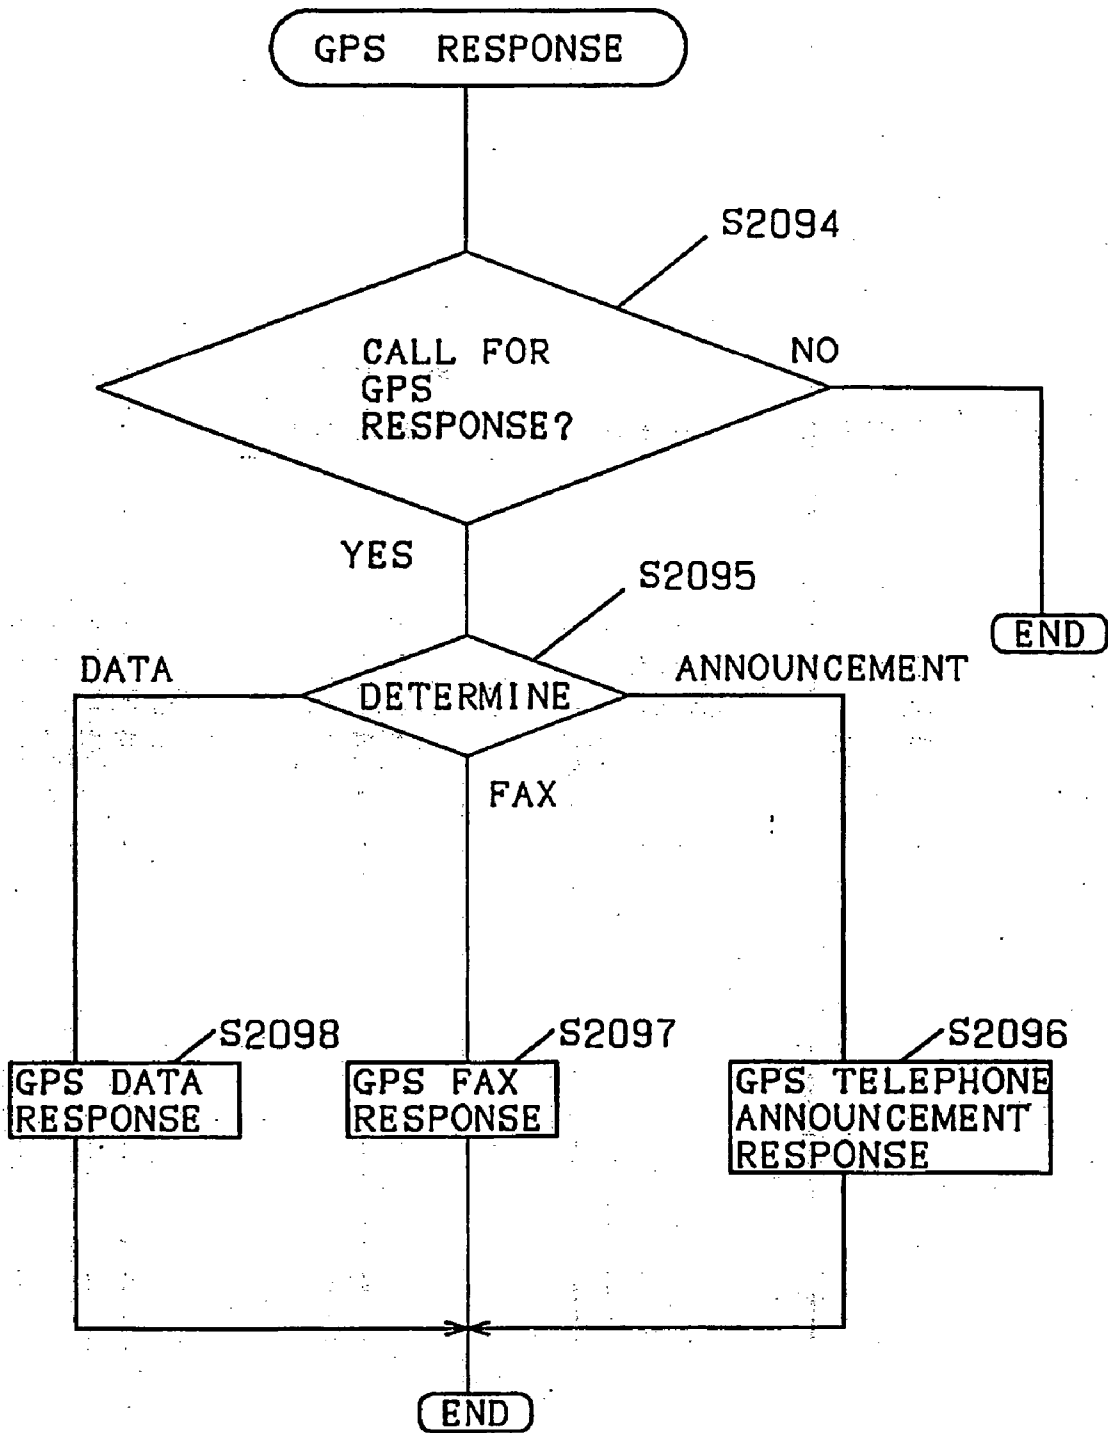 GPS RESPONSE
S2094
CALL FOR
GPS
RESPONSE?
NO
YES
S2095
END
DATA
DETERMINE
ANNOUNCEMENT
FAX
S2098
S2097
S2096
GPS DATA
RESPONSE
GPS FAX
RESPONSE
GPS TELEPHONE
ANNOUNCEMENT
RESPONSE
END